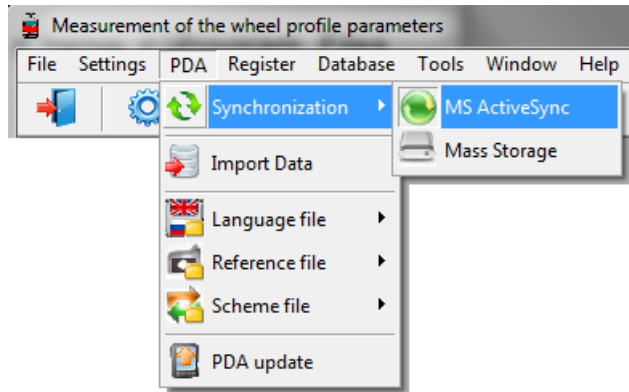 Measurement of the wheel profile parameters
File Settings PDA Register Database Tools Window Help
Synchronization
MS ActiveSync
Mass Storage
Import Data
Language file
Reference file
Scheme file
PDA update